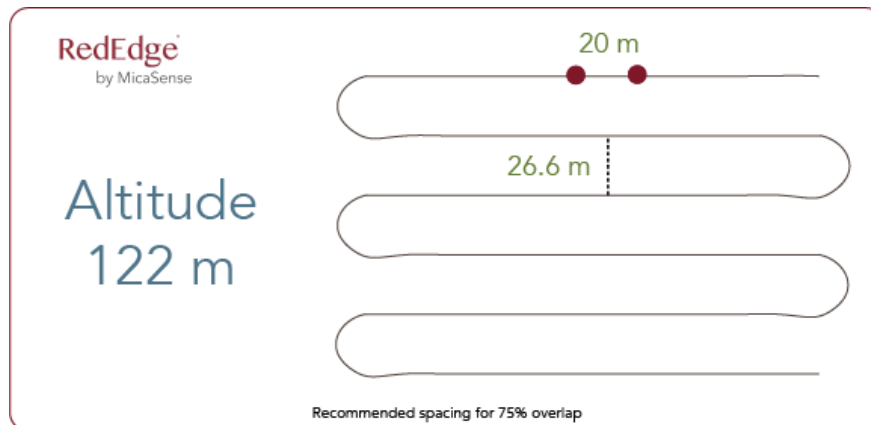 RedEdge
by MicaSense
20 m
26.6 m
Altitude
122 m
Recommended spacing for 75% overlap